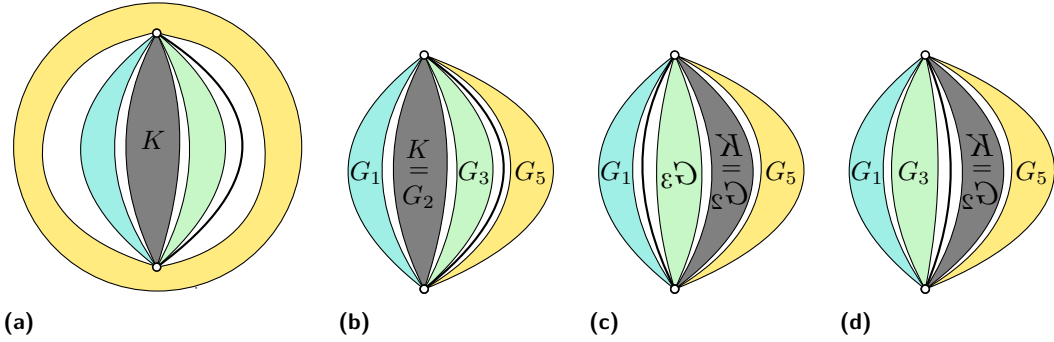 K
(a)
K
=
G₂
G₁
G₃
G₅
(b)
G₁
G₃
K
=
G₂
G₅
(c)
G₁
G₃
K
=
G₂
G₅
(d)